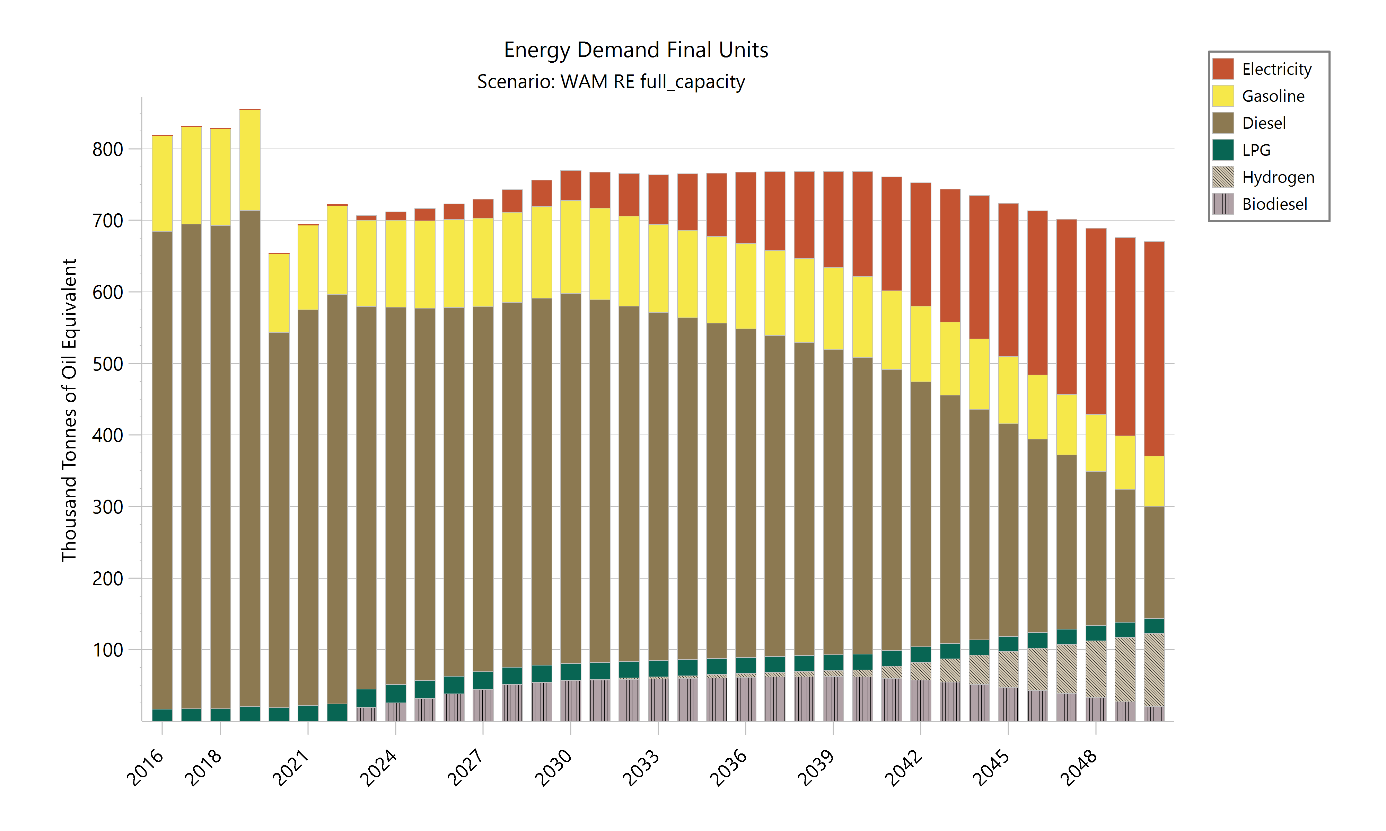 Energy Demand Final Units
Scenario: WAM RE full_capacity
Electricity
Gasoline
Diesel
LPG
Hydrogen
Biodiesel
Thousand Tonnes of Oil Equivalent
800
700
600
500
400
300
200
100
2016
2018
2021
2024
2027
2030
2033
2036
2039
2042
2045
2048